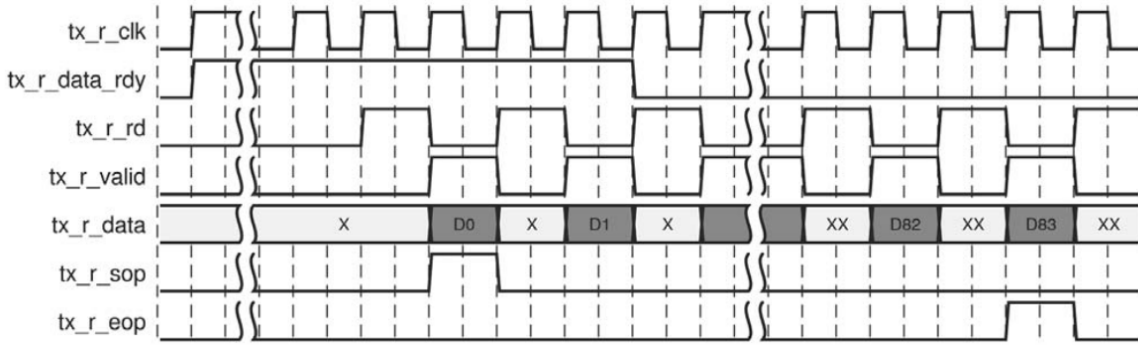 tx_r_clk
tx_r_data_rdy
tx_r_rd
tx_r_valid
tx_r_data X D0 X D1 X XX D82 XX D83 XX
tx_r_sop
tx_r_eop